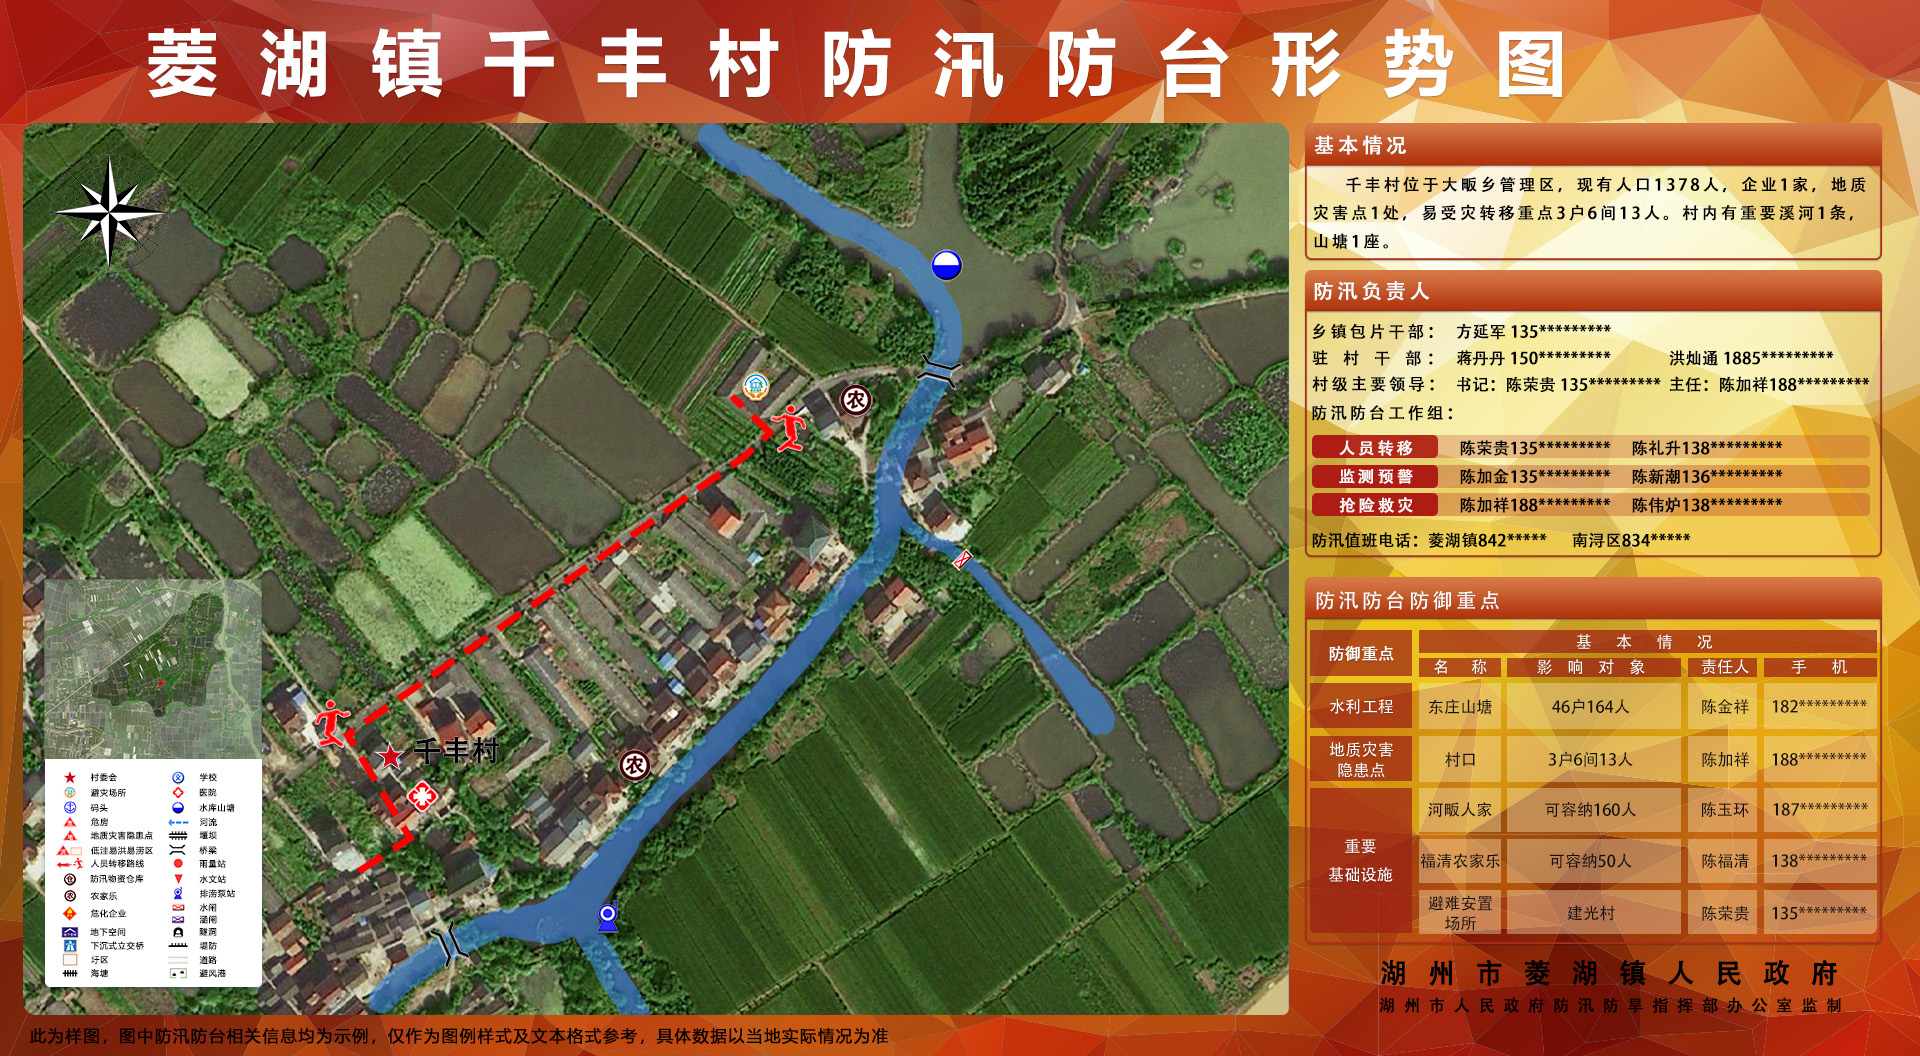 菱湖镇千丰村防汛防台形势图
千丰村
农
农
村委会
避灾场所
码头
危房
地质灾害隐患点
低洼易洪易涝区
人员转移路线
防汛物资仓库
农家乐
危化企业
地下空间
下沉式立交桥
圩区
海塘
学校
医院
水库山塘
河流
堰坝
桥梁
雨量站
水文站
排涝泵站
水闸
涵闸
隧洞
堤防
道路
避风港
此为样图，图中防汛防台相关信息均为示例，仅作为图例样式及文本格式参考，具体数据以当地实际情况为准
基本情况
千丰村位于大畈乡管理区，现有人口1378人，企业1家，地质
灾害点1处，易受灾转移重点3户6间13人。村内有重要溪河1条，
山塘1座。
防汛负责人
乡镇包片干部： 方延军 135*********
驻村干部： 蒋丹丹 150********* 洪灿通 1885*********
村级主要领导： 书记：陈荣贵 135********* 主任：陈加祥188*********
防汛防台工作组：
人员转移 陈荣贵135********* 陈礼升138*********
监测预警 陈加金135********* 陈新潮136*********
抢险救灾 陈加祥188********* 陈伟炉138*********
防汛值班电话：菱湖镇842***** 南浔区834*****
防汛防台防御重点
防御重点 基本情况
名称 影响对象 责任人 手机
水利工程 东庄山塘 46户164人 陈金祥 182*********
地质灾害
隐患点 村口 3户6间13人 陈加祥 188*********
重要
基础设施
河畈人家 可容纳160人 陈玉环 187*********
福清农家乐 可容纳50人 陈福清 138*********
避难安置
场所 建光村 陈荣贵 135*********
湖州市菱湖镇人民政府
湖州市人民政府防汛防旱指挥部办公室监制